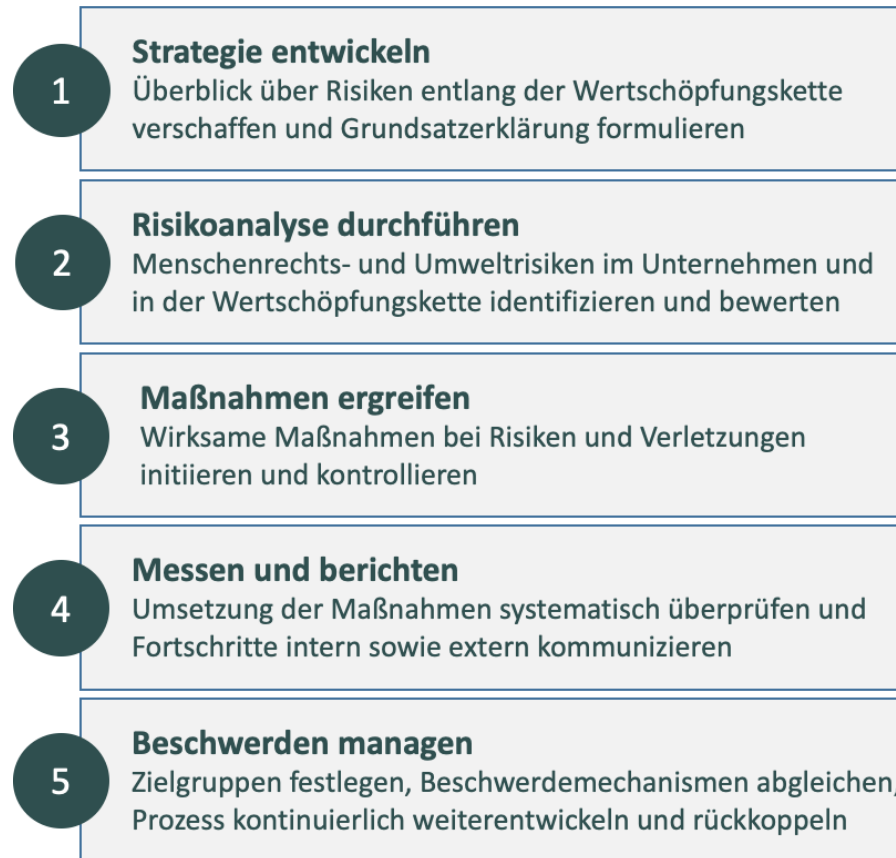 1
Strategie entwickeln
Überblick über Risiken entlang der Wertschöpfungskette
verschaffen und Grundsatzerklärung formulieren
2
Risikoanalyse durchführen
Menschenrechts- und Umweltrisiken im Unternehmen und
in der Wertschöpfungskette identifizieren und bewerten
3
Maßnahmen ergreifen
Wirksame Maßnahmen bei Risiken und Verletzungen
initiieren und kontrollieren
4
Messen und berichten
Umsetzung der Maßnahmen systematisch überprüfen und
Fortschritte intern sowie extern kommunizieren
5
Beschwerden managen
Zielgruppen festlegen, Beschwerdemechanismen abgleichen,
Prozess kontinuierlich weiterentwickeln und rückkoppeln